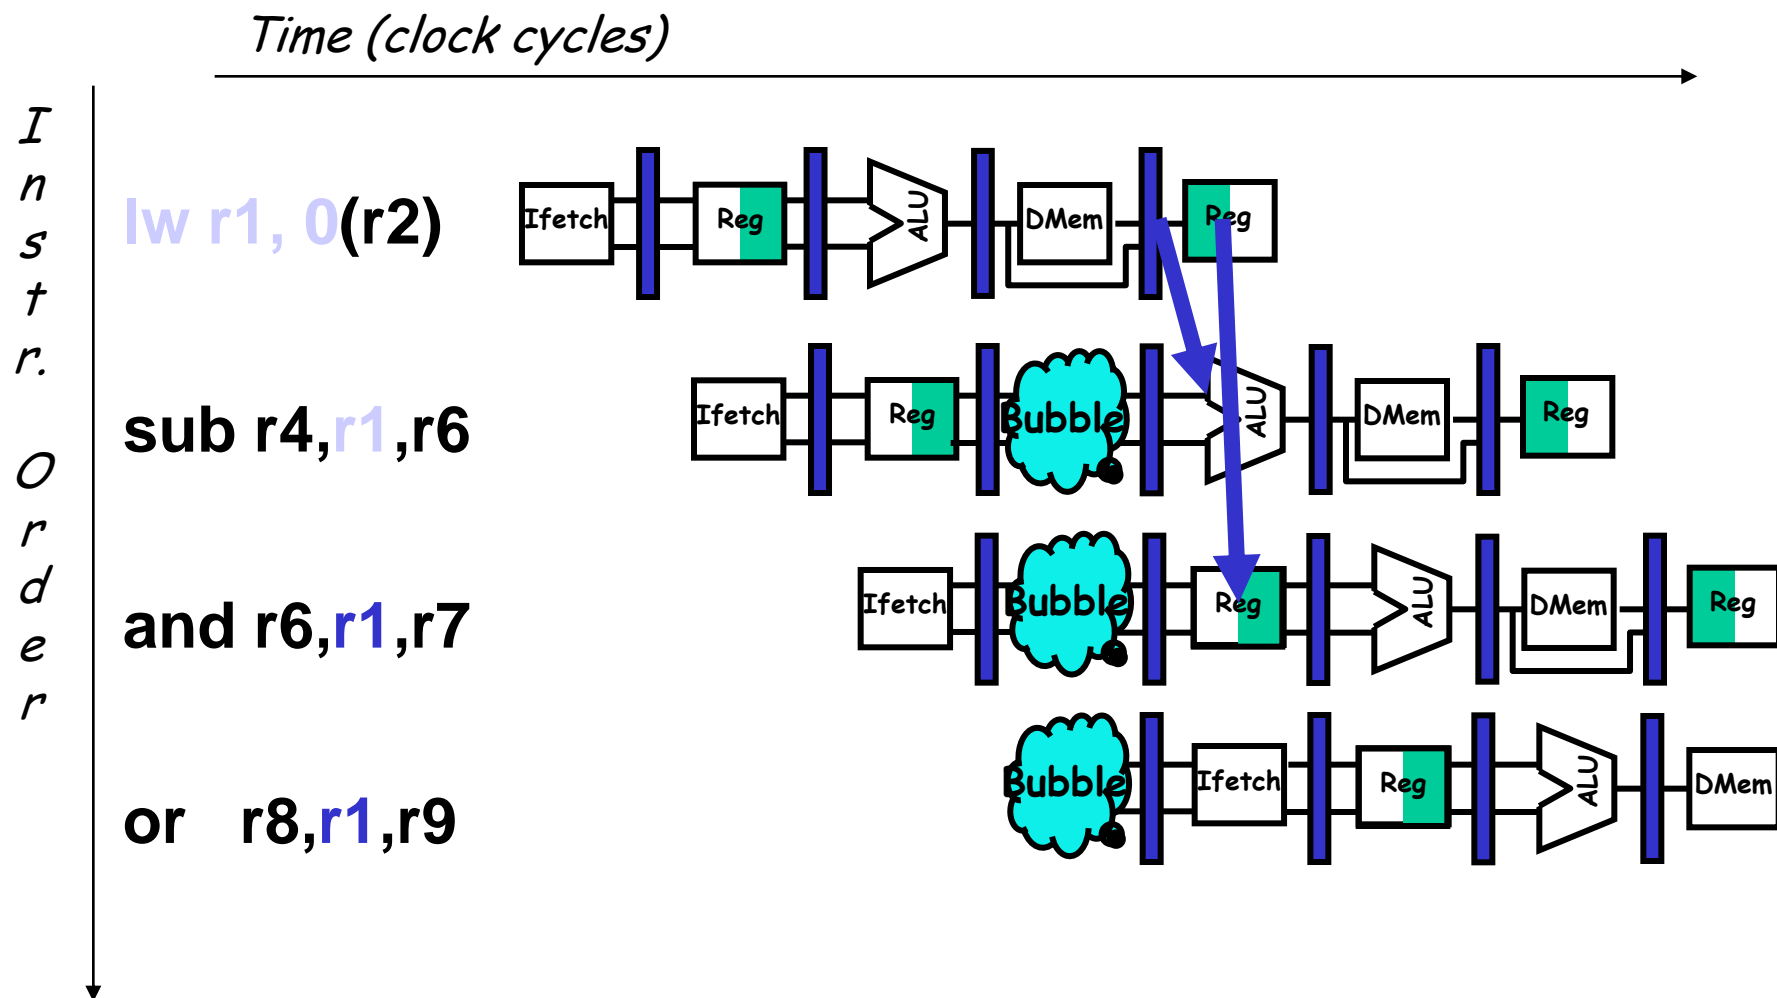 Time (clock cycles)
Instr. Order
lw r1, 0(r2)
Ifetch Reg ALU DMem Reg
sub r4,r1,r6
Ifetch Reg Bubble ALU DMem Reg
and r6,r1,r7
Ifetch Bubble Reg ALU DMem Reg
or r8,r1,r9
Bubble Ifetch Reg ALU DMem